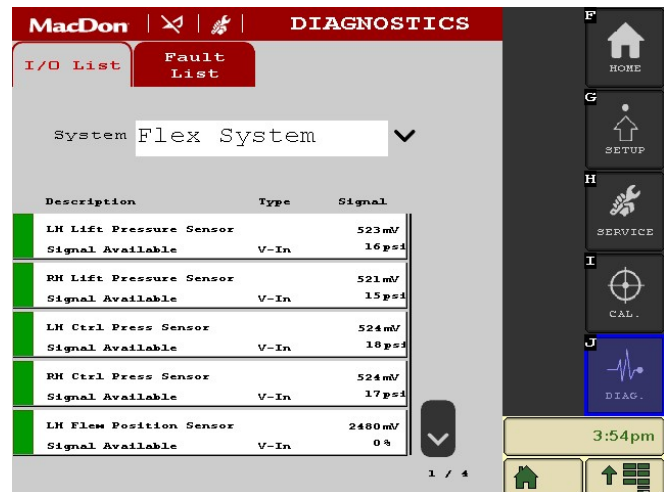 MacDon
DIAGNOSTICS
I/O List
Fault
List
System Flex System
Description Type Signal
LH Lift Pressure Sensor 523mV
Signal Available V-In 16psi
RH Lift Pressure Sensor 521mV
Signal Available V-In 15psi
LH Ctrl Press Sensor 524mV
Signal Available V-In 18psi
RH Ctrl Press Sensor 524mV
Signal Available V-In 17psi
LH Flex Position Sensor 2480mV
Signal Available V-In 0%
1 / 4
F
HOME
G
SETUP
H
SERVICE
I
CAL.
J
DIAG.
3:54pm